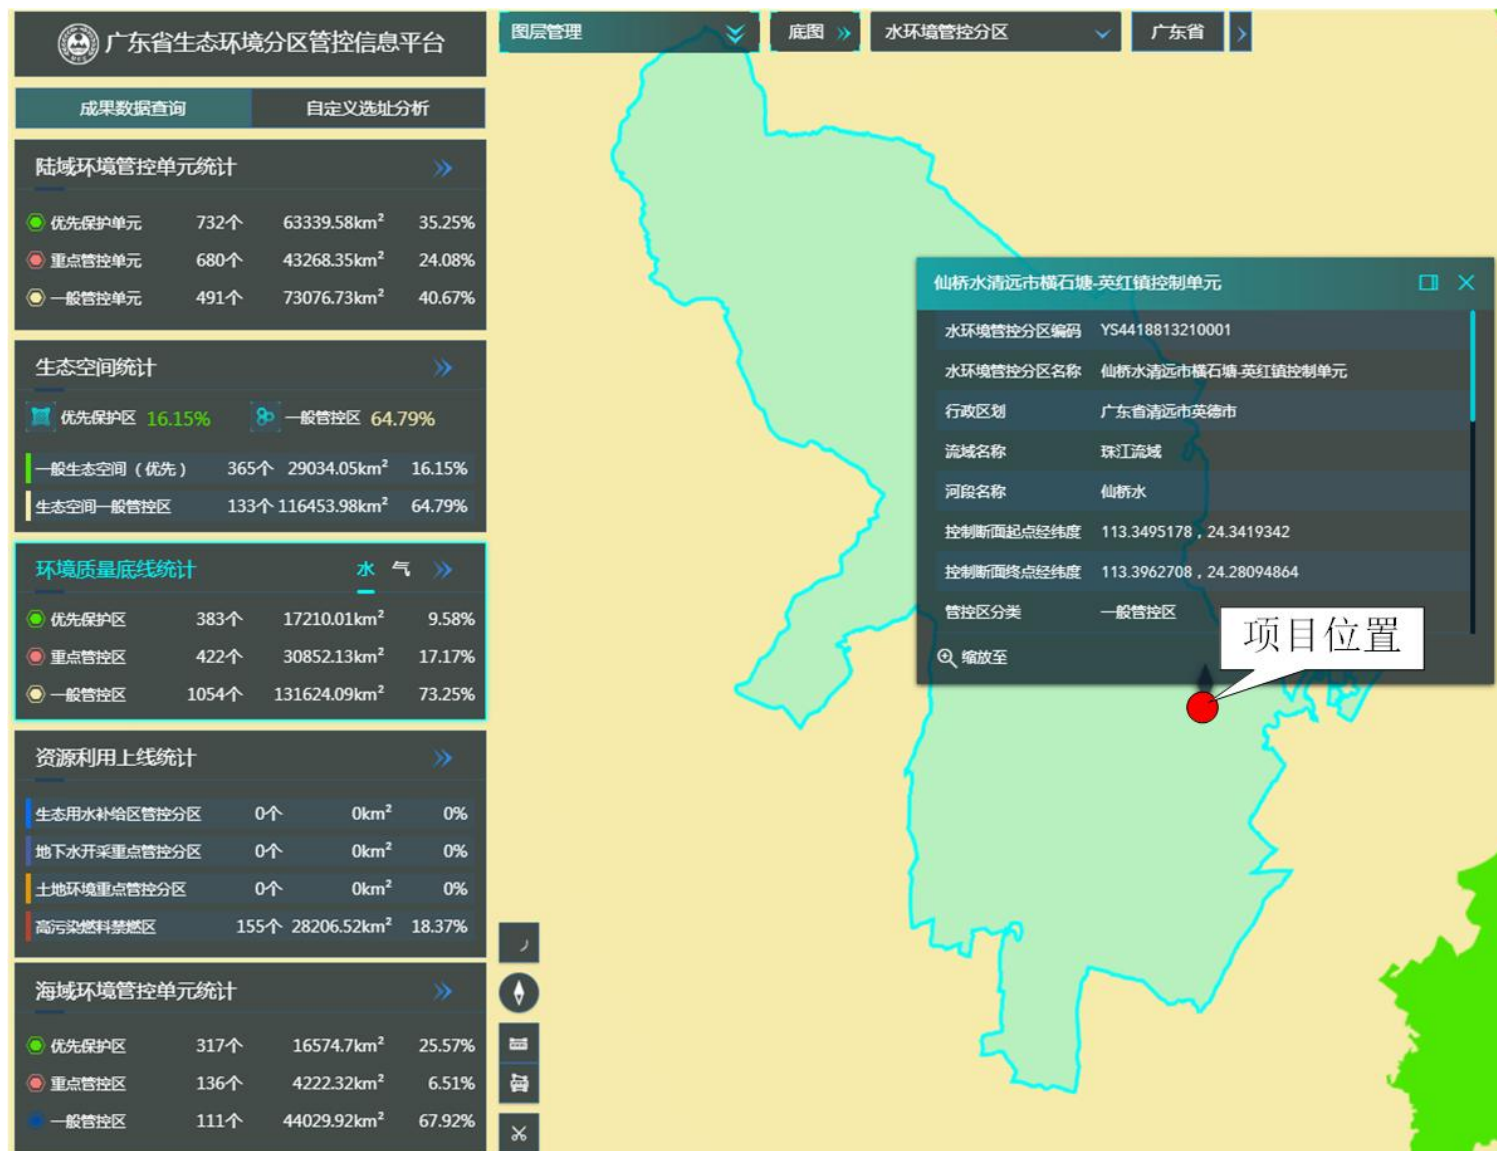 广东省生态环境分区管控信息平台
成果数据查询 自定义选址分析
陆域环境管控单元统计
优先保护单元 732个 63339.58km² 35.25%
重点管控单元 680个 43268.35km² 24.08%
一般管控单元 491个 73076.73km² 40.67%
生态空间统计
优先保护区 16.15% 一般管控区 64.79%
一般生态空间（优先） 365个 29034.05km² 16.15%
生态空间一般管控区 133个 116453.98km² 64.79%
环境质量底线统计 水 气
优先保护区 383个 17210.01km² 9.58%
重点管控区 422个 30852.13km² 17.17%
一般管控区 1054个 131624.09km² 73.25%
资源利用上线统计
生态用水补给区管控分区 0个 0km² 0%
地下水开采重点管控分区 0个 0km² 0%
土地环境重点管控分区 0个 0km² 0%
高污染燃料禁燃区 155个 28206.52km² 18.37%
海域环境管控单元统计
优先保护区 317个 16574.7km² 25.57%
重点管控区 136个 4222.32km² 6.51%
一般管控区 111个 44029.92km² 67.92%
图层管理 底图 水环境管控分区 广东省
仙桥水清远市横石塘-英红镇控制单元
水环境管控分区编码 YS4418813210001
水环境管控分区名称 仙桥水清远市横石塘-英红镇控制单元
行政区划 广东省清远市英德市
流域名称 珠江流域
河段名称 仙桥水
控制断面起点经纬度 113.3495178，24.3419342
控制断面终点经纬度 113.3962708，24.28094864
管控区分类 一般管控区
缩放至
项目位置